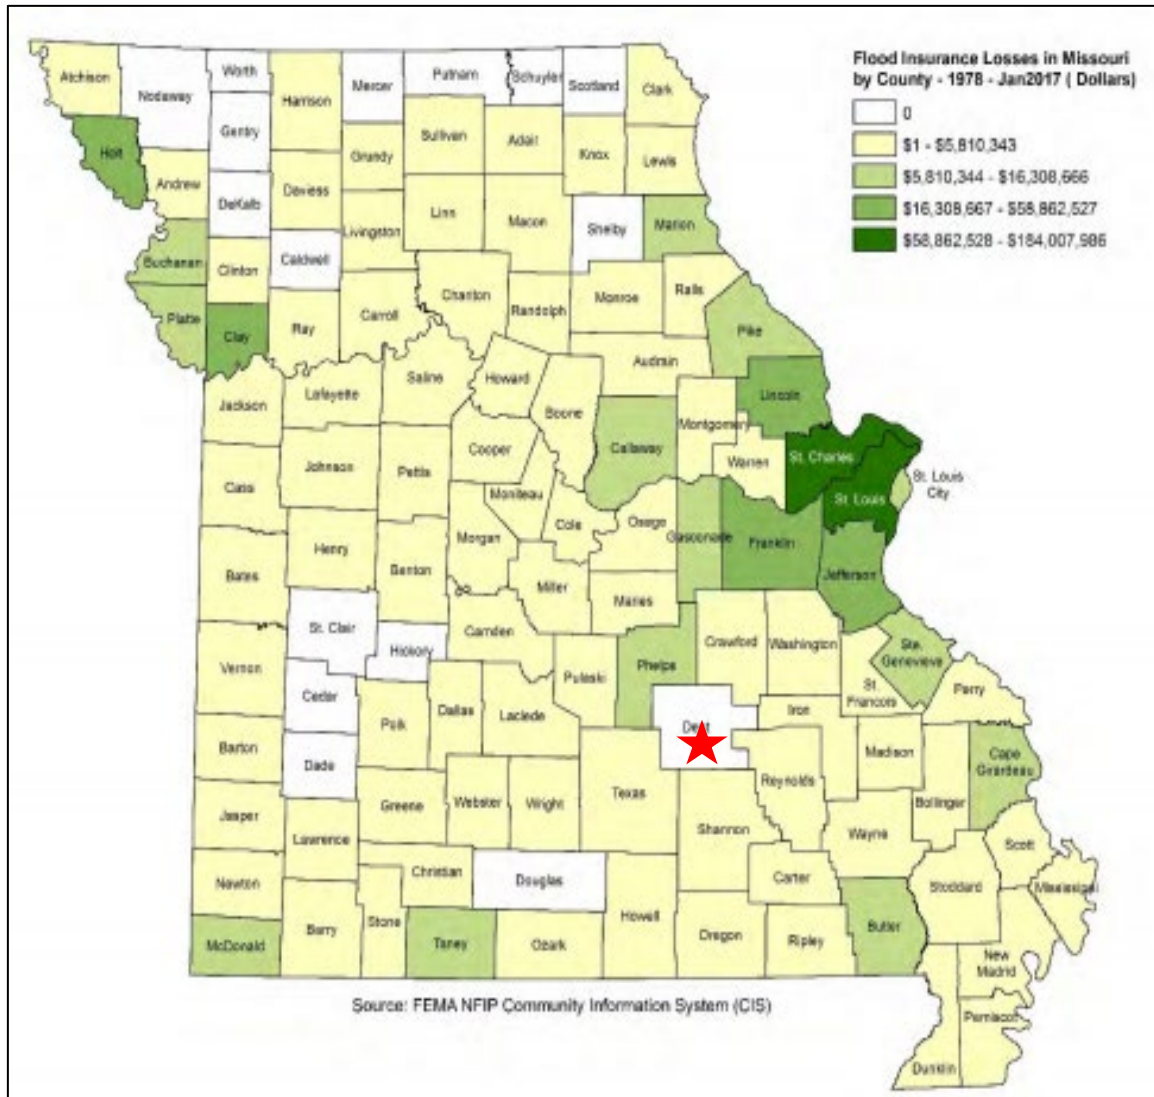 Flood Insurance Losses in Missouri
by County - 1978 - Jan2017 ( Dollars)
0
$1 - $5,810,343
$5,810,344 - $16,308,666
$16,308,667 - $58,862,527
$58,862,528 - $184,007,986
Atchison
Nodaway
Worth
Harrison
Mercer
Putnam
Schuyler
Scotland
Clark
Gentry
Holt
Andrew
DeKalb
Daviess
Grundy
Sullivan
Adair
Knox
Lewis
Livingston
Linn
Macon
Shelby
Marion
Buchanan
Clinton
Caldwell
Platte
Clay
Ray
Carroll
Chariton
Randolph
Monroe
Ralls
Pike
Audrain
Jackson
Lafayette
Saline
Howard
Boone
Callaway
Montgomery
Lincoln
Warren
St. Charles
St. Louis
St. Louis
City
Cass
Johnson
Pettis
Cooper
Moniteau
Cole
Osage
Gasconade
Franklin
Jefferson
Bates
Henry
Benton
Morgan
Miller
Maries
St. Clair
Hickory
Camden
Pulaski
Phelps
Crawford
Washington
Ste.
Genevieve
St.
Francois
Perry
Vernon
Cedar
Polk
Dallas
Laclede
Iron
Madison
Cape
Girardeau
Barton
Dade
Texas
Reynolds
Bollinger
Jasper
Greene
Webster
Wright
Shannon
Wayne
Scott
Lawrence
Christian
Douglas
Carter
Stoddard
Mississippi
Newton
Barry
Stone
Taney
Ozark
Howell
Oregon
Ripley
Butler
McDonald
New
Madrid
Pemiscot
Dunklin
Source: FEMA NFIP Community Information System (CIS)